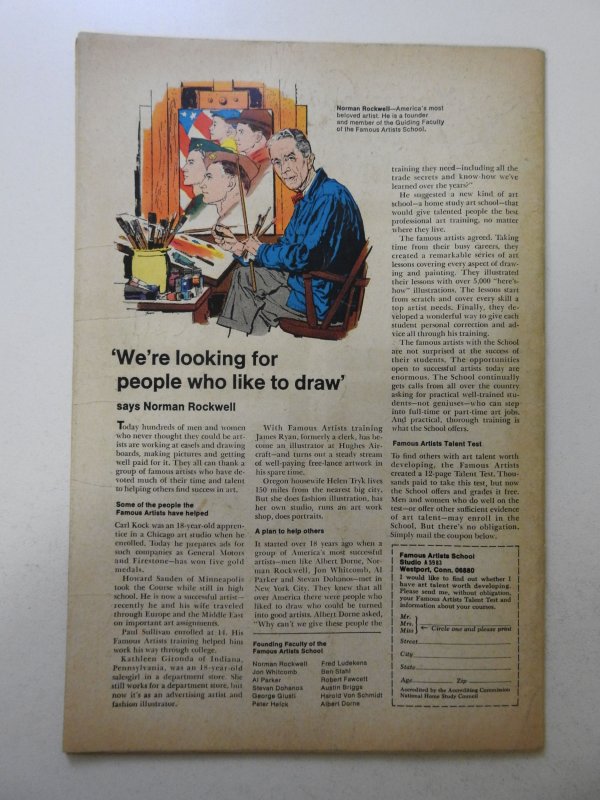 Norman Rockwell—America's most
beloved artist. He is a founder
and member of the Guiding Faculty
of the Famous Artists School.
'We're looking for
people who like to draw'
says Norman Rockwell
Today hundreds of men and women
who never thought they could be art-
ists are working at easels and drawing
boards, making pictures and getting
well paid for it. They all can thank a
group of famous artists who have de-
voted much of their time and talent
to helping others find success in art.
Some of the people the
Famous Artists have helped
Carl Kock was an 18-year-old appren-
tice in a Chicago art studio when he
enrolled. Today he prepares ads for
such companies as General Motors
and Firestone—has won five gold
medals.
Howard Sanden of Minneapolis
took the Course while still in high
school. He is now a successful artist—
recently he and his wife traveled
through Europe and the Middle East
on important art assignments.
Paul Sullivan enrolled at 14. His
Famous Artists training helped him
work his way through college.
Kathleen Gironda of Indiana,
Pennsylvania, was an 18-year-old
salesgirl in a department store. She
still works for a department store, but
now it's as an advertising artist and
fashion illustrator.
With Famous Artists training
James Ryan, formerly a clerk, has be-
come an illustrator at Hughes Air-
craft—and turns out a steady stream
of well-paying free-lance artwork in
his spare time.
Oregon housewife Helen Tryk lives
150 miles from the nearest big city.
But she does fashion illustration, has
her own studio, runs an art work
shop, does portraits.
A plan to help others
It started over 18 years ago when a
group of America's most successful
artists—men like Albert Dorne, Nor-
man Rockwell, Jon Whitcomb, Al
Parker and Stevan Dohanos—met in
New York City. They knew that all
over America there were people who
liked to draw who could be turned
into good artists. Albert Dorne asked,
"Why can't we give these people the
Founding Faculty of the
Famous Artists School
Norman Rockwell
Jon Whitcomb
Al Parker
Stevan Dohanos
George Giusti
Peter Helck
Fred Ludekens
Ben Stahl
Robert Fawcett
Austin Briggs
Harold Von Schmidt
Albert Dorne
training they need—including all the
trade secrets and know-how we've
learned over the years?"
He suggested a new kind of art
school—a home study art school—that
would give talented people the best
professional art training, no matter
where they live.
The famous artists agreed. Taking
time from their busy careers, they
created a remarkable series of art
lessons covering every aspect of draw-
ing and painting. They illustrated
their lessons with over 5,000 "here's-
how" illustrations. The lessons start
from scratch and cover every skill a
top artist needs. Finally, they de-
veloped a wonderful way to give each
student personal correction and ad-
vice all through his training.
The famous artists with the School
are not surprised at the success of
their students. The opportunities
open to successful artists today are
enormous. The School continually
gets calls from all over the country
asking for practical well-trained stu-
dents—not geniuses—who can step
into full-time or part-time art jobs.
And practical, thorough training is
what the School offers.
Famous Artists Talent Test
To find others with art talent worth
developing, the Famous Artists
created a 12-page Talent Test. Thou-
sands paid to take this test, but now
the School offers and grades it free.
Men and women who do well on the
test—or offer other sufficient evidence
of art talent—may enroll in the
School. But there's no obligation.
Simply mail the coupon below.
Famous Artists School
Studio A3983
Westport, Conn. 06880
I would like to find out whether I
have art talent worth developing.
Please send me, without obligation,
your Famous Artists Talent Test and
information about your courses.
Mr.
Mrs.
Miss
Circle one and please print
Street
City
State
Age Zip
Accredited by the Accrediting Commission
National Home Study Council